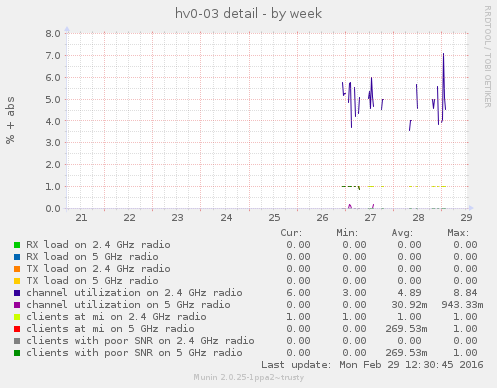 hv0-03 detail - by week
RRDTOOL / TOBI OETIKER
% + abs
8.0
7.0
6.0
5.0
4.0
3.0
2.0
1.0
0.0
21 22 23 24 25 26 27 28 29
Cur: Min: Avg: Max:
RX load on 2.4 GHz radio 0.00 0.00 0.00 0.00
RX load on 5 GHz radio 0.00 0.00 0.00 0.00
TX load on 2.4 GHz radio 0.00 0.00 0.00 0.00
TX load on 5 GHz radio 0.00 0.00 0.00 0.00
channel utilization on 2.4 GHz radio 6.00 3.00 4.89 8.84
channel utilization on 5 GHz radio 0.00 0.00 30.92m 943.33m
clients at mi on 2.4 GHz radio 1.00 1.00 1.00 1.00
clients at mi on 5 GHz radio 0.00 0.00 269.53m 1.00
clients with poor SNR on 2.4 GHz radio 0.00 0.00 0.00 0.00
clients with poor SNR on 5 GHz radio 0.00 0.00 269.53m 1.00
Last update: Mon Feb 29 12:30:45 2016
Munin 2.0.25-1ppa2~trusty